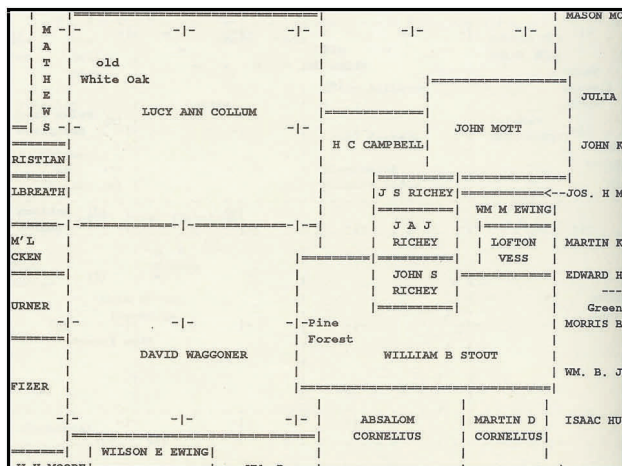 MASON MO
MATHEWS
old
White Oak
JULIA
LUCY ANN COLLUM
JOHN MOTT
H C CAMPBELL
JOHN K
RISTIAN
LBREATH
J S RICHEY
<--JOS. H M
WM M EWING
J A J
RICHEY
LOFTON
VESS
M'L
CKEN
MARTIN K
JOHN S
RICHEY
EDWARD H
URNER
Green
Pine
Forest
MORRIS B
DAVID WAGGONER
WILLIAM B STOUT
WM. B. J
FIZER
ABSALOM
CORNELIUS
MARTIN D
CORNELIUS
ISAAC HU
WILSON E EWING